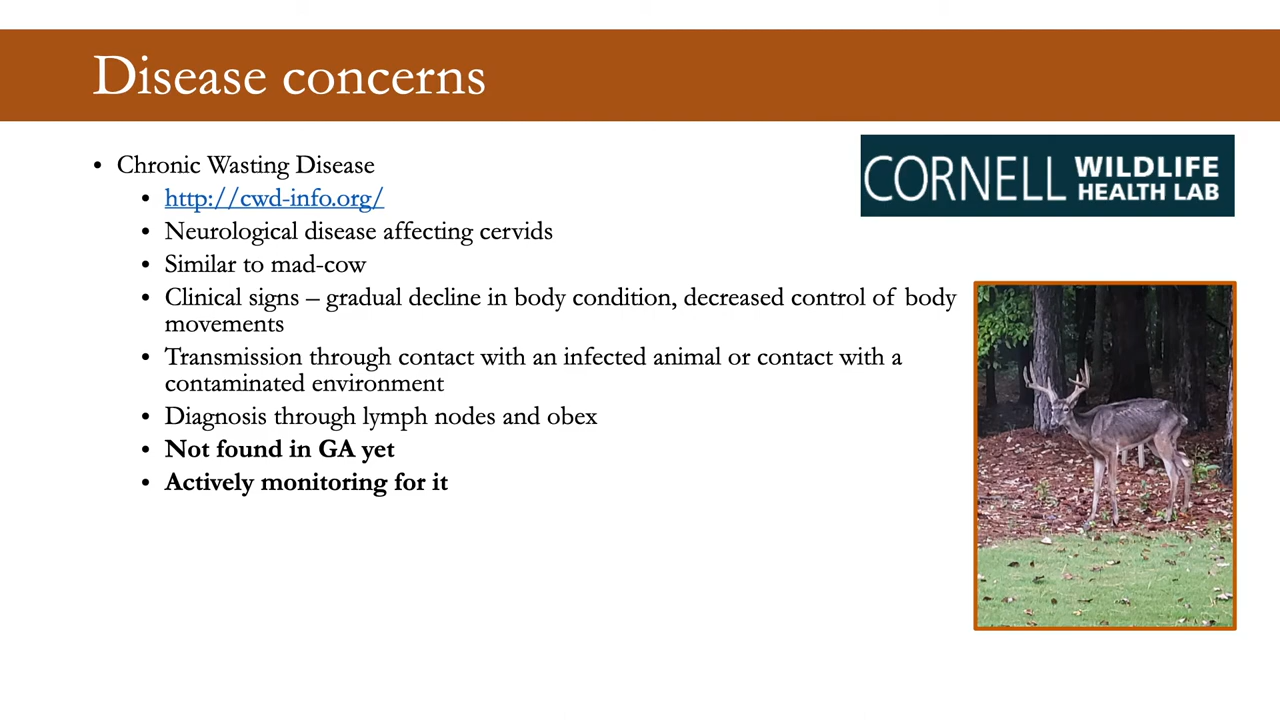 Disease concerns
• Chronic Wasting Disease
• http://cwd-info.org/
• Neurological disease affecting cervids
• Similar to mad-cow
• Clinical signs – gradual decline in body condition, decreased control of body
movements
• Transmission through contact with an infected animal or contact with a
contaminated environment
• Diagnosis through lymph nodes and obex
• Not found in GA yet
• Actively monitoring for it
CORNELL WILDLIFE
HEALTH LAB